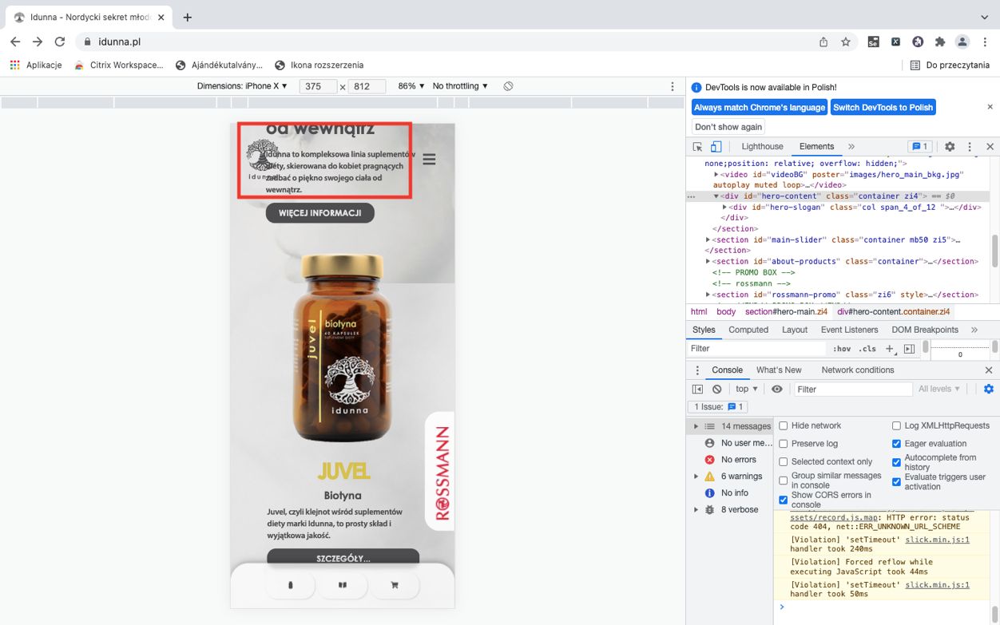 Idunna - Nordycki sekret młodo
idunna.pl
Aplikacje
Citrix Workspace...
Ajándékutalvány...
Ikona rozszerzenia
Do przeczytania
Dimensions: iPhone X ▼ 375 × 812 86% ▼ No throttling ▼
od wewnątrz
Idunna to kompleksowa linia suplementów
diety, skierowana do kobiet pragnących
zadbać o piękno swojego ciała od
wewnątrz.
idunna
WIĘCEJ INFORMACJI
juvel
biotyna
60 KAPSUŁEK
SUPLEMENT DIETY
idunna
ROSSMANN
JUVEL
Biotyna
Juvel, czyli klejnot wśród suplementów
diety marki Idunna, to prosty skład i
wyjątkowa jakość.
SZCZEGÓŁY...
DevTools is now available in Polish!
Always match Chrome's language
Switch DevTools to Polish
Don't show again
Lighthouse
Elements
1
none;position: relative; overflow: hidden;">
<video id="videoBG" poster="images/hero_main_bkg.jpg"
autoplay muted loop>…</video>
<div id="hero-content" class="container zi4"> == $0
<div id="hero-slogan" class="col span_4_of_12 ">…</div>
</div>
</section>
<section id="main-slider" class="container mb50 zi5">…
</section>
<section id="about-products" class="container">…</section>
<!-- PROMO BOX -->
<!-- rossmann -->
<section id="rossmann-promo" class="zi6" style>…</section>
html body section#hero-main.zi4 div#hero-content.container.zi4
Styles Computed Layout Event Listeners DOM Breakpoints
Filter :hov .cls
0
Console What's New Network conditions
top ▼ Filter All levels ▼
1 Issue: 1
14 messages
No user me...
No errors
6 warnings
No info
8 verbose
Hide network
Preserve log
Selected context only
Group similar messages
in console
Show CORS errors in
console
Log XMLHttpRequests
Eager evaluation
Autocomplete from
history
Evaluate triggers user
activation
ssets/record.js.map: HTTP error: status
code 404, net::ERR_UNKNOWN_URL_SCHEME
[Violation] 'setTimeout' slick.min.js:1
handler took 240ms
[Violation] Forced reflow while
executing JavaScript took 44ms
[Violation] 'setTimeout' slick.min.js:1
handler took 50ms